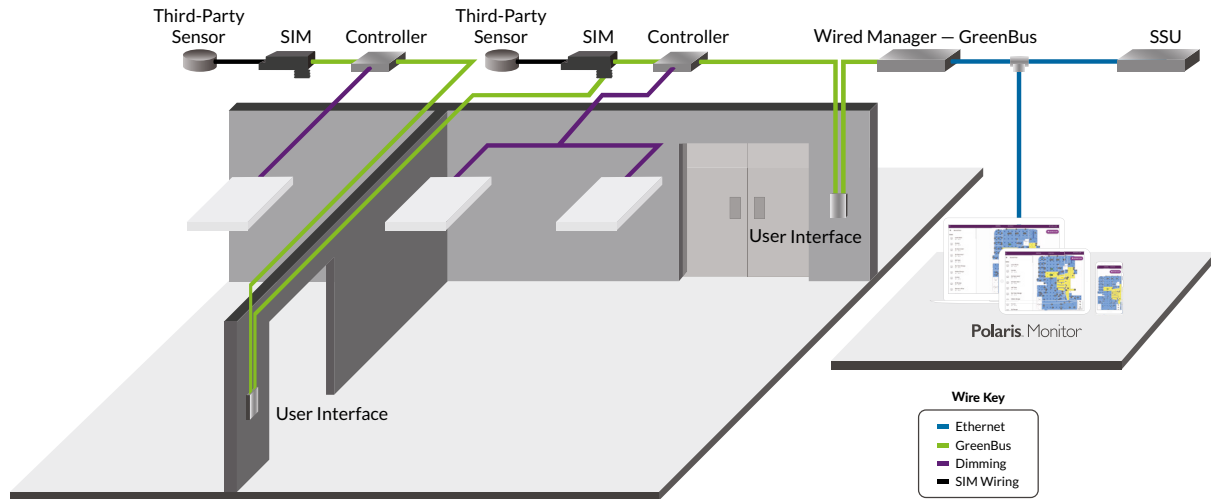 Third-Party
Sensor
SIM
Controller
Third-Party
Sensor
SIM
Controller
Wired Manager – GreenBus
SSU
User Interface
Polaris. Monitor
User Interface
Wire Key
Ethernet
GreenBus
Dimming
SIM Wiring